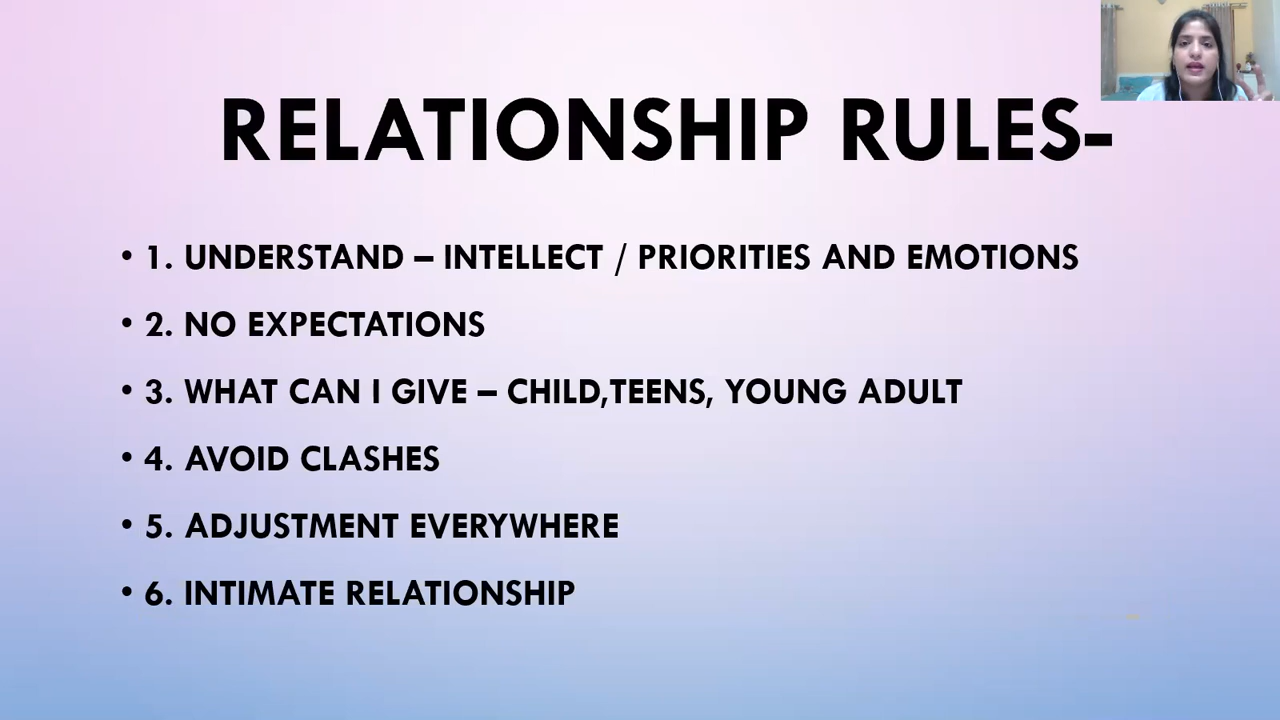 RELATIONSHIP RULES-
• 1. UNDERSTAND – INTELLECT / PRIORITIES AND EMOTIONS
• 2. NO EXPECTATIONS
• 3. WHAT CAN I GIVE – CHILD,TEENS, YOUNG ADULT
• 4. AVOID CLASHES
• 5. ADJUSTMENT EVERYWHERE
• 6. INTIMATE RELATIONSHIP